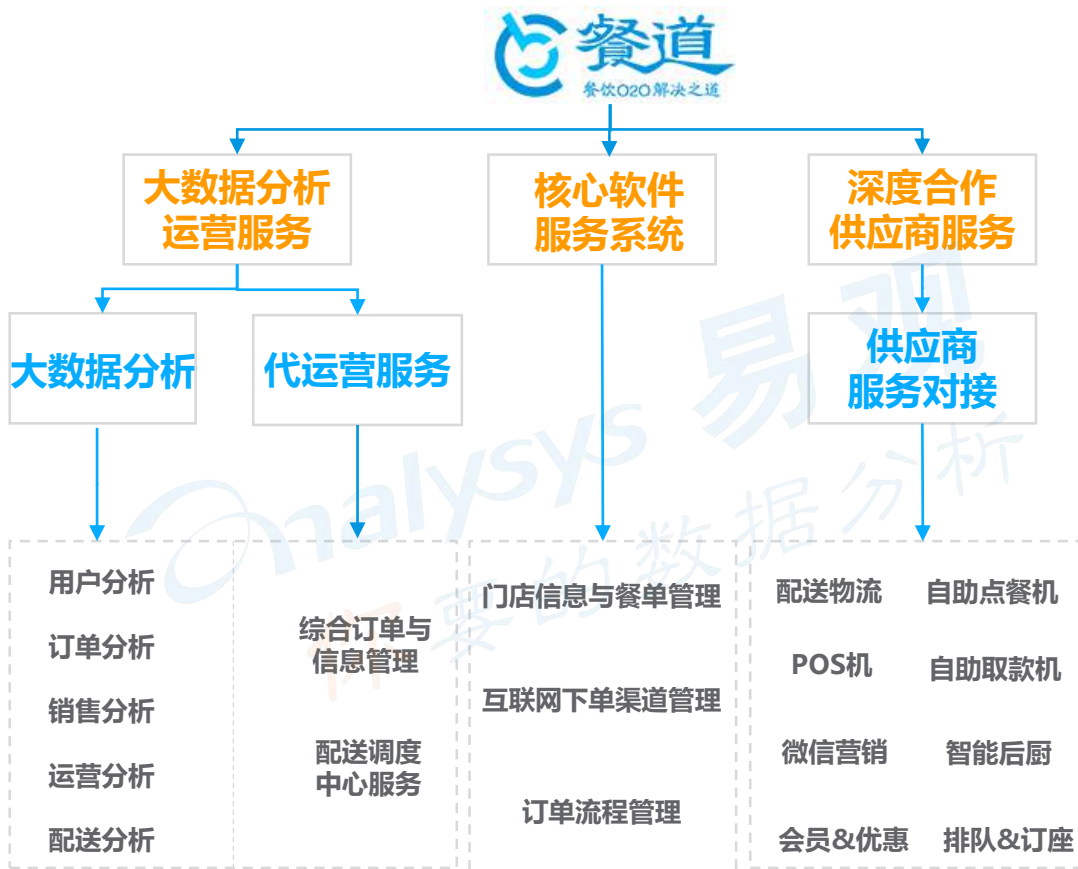 餐道
餐饮O2O解决之道
大数据分析
运营服务
核心软件
服务系统
深度合作
供应商服务
大数据分析
代运营服务
供应商
服务对接
用户分析
订单分析
销售分析
运营分析
配送分析
综合订单与
信息管理
配送调度
中心服务
门店信息与餐单管理
互联网下单渠道管理
订单流程管理
配送物流
自助点餐机
POS机
自助取款机
微信营销
智能后厨
会员&优惠
排队&订座
analysys 易观
你要的数据分析